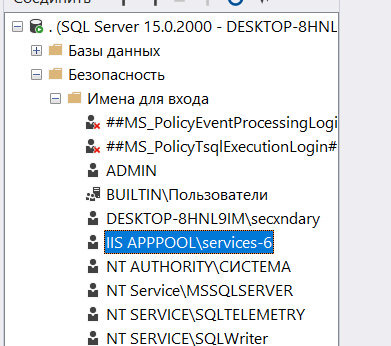 . (SQL Server 15.0.2000 - DESKTOP-8HNL
Базы данных
Безопасность
Имена для входа
##MS_PolicyEventProcessingLogi
##MS_PolicyTsqlExecutionLogin#
ADMIN
BUILTIN\Пользователи
DESKTOP-8HNL9IM\secxndary
IIS APPPOOL\services-6
NT AUTHORITY\СИСТЕМА
NT Service\MSSQLSERVER
NT SERVICE\SQLTELEMETRY
NT SERVICE\SQLWriter